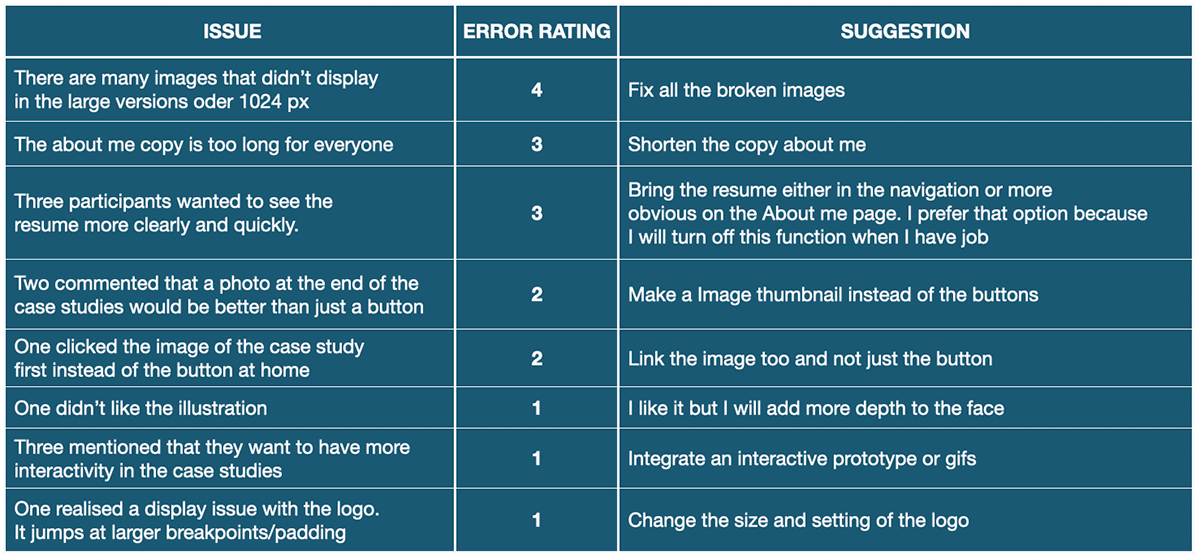 ISSUE ERROR RATING SUGGESTION
There are many images that didn’t display
in the large versions oder 1024 px
4
Fix all the broken images
The about me copy is too long for everyone
3
Shorten the copy about me
Three participants wanted to see the
resume more clearly and quickly.
3
Bring the resume either in the navigation or more
obvious on the About me page. I prefer that option because
I will turn off this function when I have job
Two commented that a photo at the end of the
case studies would be better than just a button
2
Make a Image thumbnail instead of the buttons
One clicked the image of the case study
first instead of the button at home
2
Link the image too and not just the button
One didn’t like the illustration
1
I like it but I will add more depth to the face
Three mentioned that they want to have more
interactivity in the case studies
1
Integrate an interactive prototype or gifs
One realised a display issue with the logo.
It jumps at larger breakpoints/padding
1
Change the size and setting of the logo